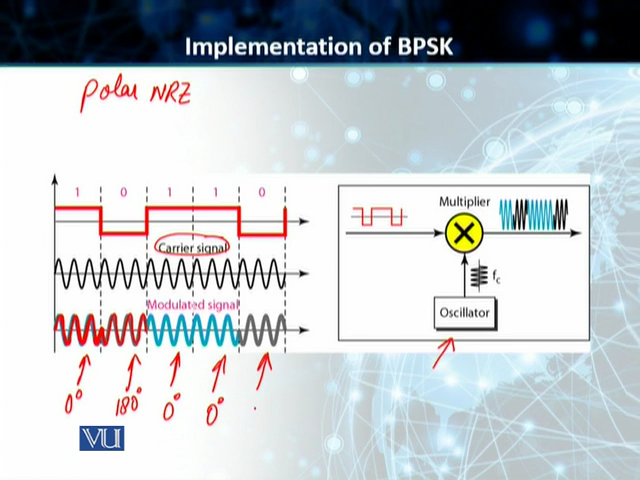 Implementation of BPSK
Polar NRZ
1 0 1 1 0
Carrier signal
Modulated signal
0° 180° 0° 0°
Multiplier
fc
Oscillator
VU